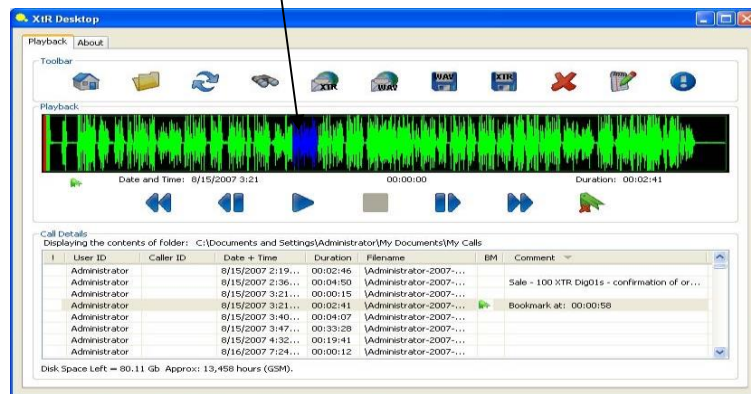 XtR Desktop
Playback About
Toolbar
XTR WAV WAV XTR
Playback
Date and Time: 8/15/2007 3:21 00:00:00 Duration: 00:02:41
Call Details
Displaying the contents of folder: C:\Documents and Settings\Administrator\My Documents\My Calls
! User ID Caller ID Date + Time Duration Filename BM Comment
Administrator 8/15/2007 2:19... 00:02:46 \Administrator-2007-...
Administrator 8/15/2007 2:36... 00:04:50 \Administrator-2007-... Sale - 100 XTR Dig01s - confirmation of or...
Administrator 8/15/2007 3:21... 00:00:15 \Administrator-2007-...
Administrator 8/15/2007 3:21... 00:02:41 \Administrator-2007-... Bookmark at: 00:00:58
Administrator 8/15/2007 3:40... 00:04:07 \Administrator-2007-...
Administrator 8/15/2007 3:47... 00:33:28 \Administrator-2007-...
Administrator 8/15/2007 4:32... 00:19:41 \Administrator-2007-...
Administrator 8/16/2007 7:24... 00:00:12 \Administrator-2007-...
Disk Space Left = 80.11 Gb Approx: 13,458 hours (GSM).